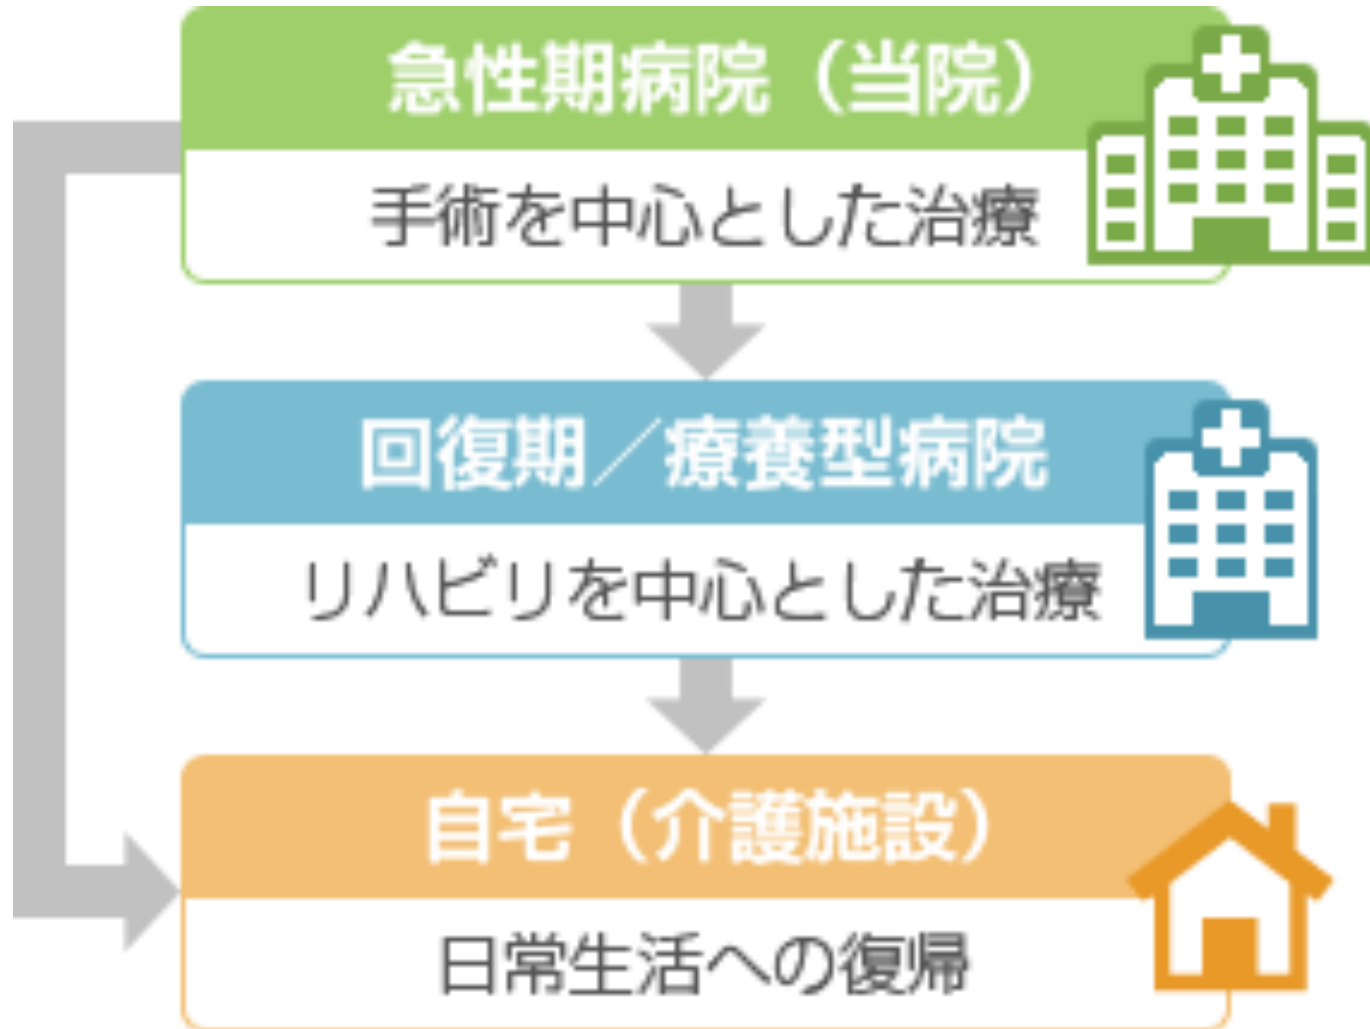 急性期病院（当院）
手術を中心とした治療
回復期／療養型病院
リハビリを中心とした治療
自宅（介護施設）
日常生活への復帰